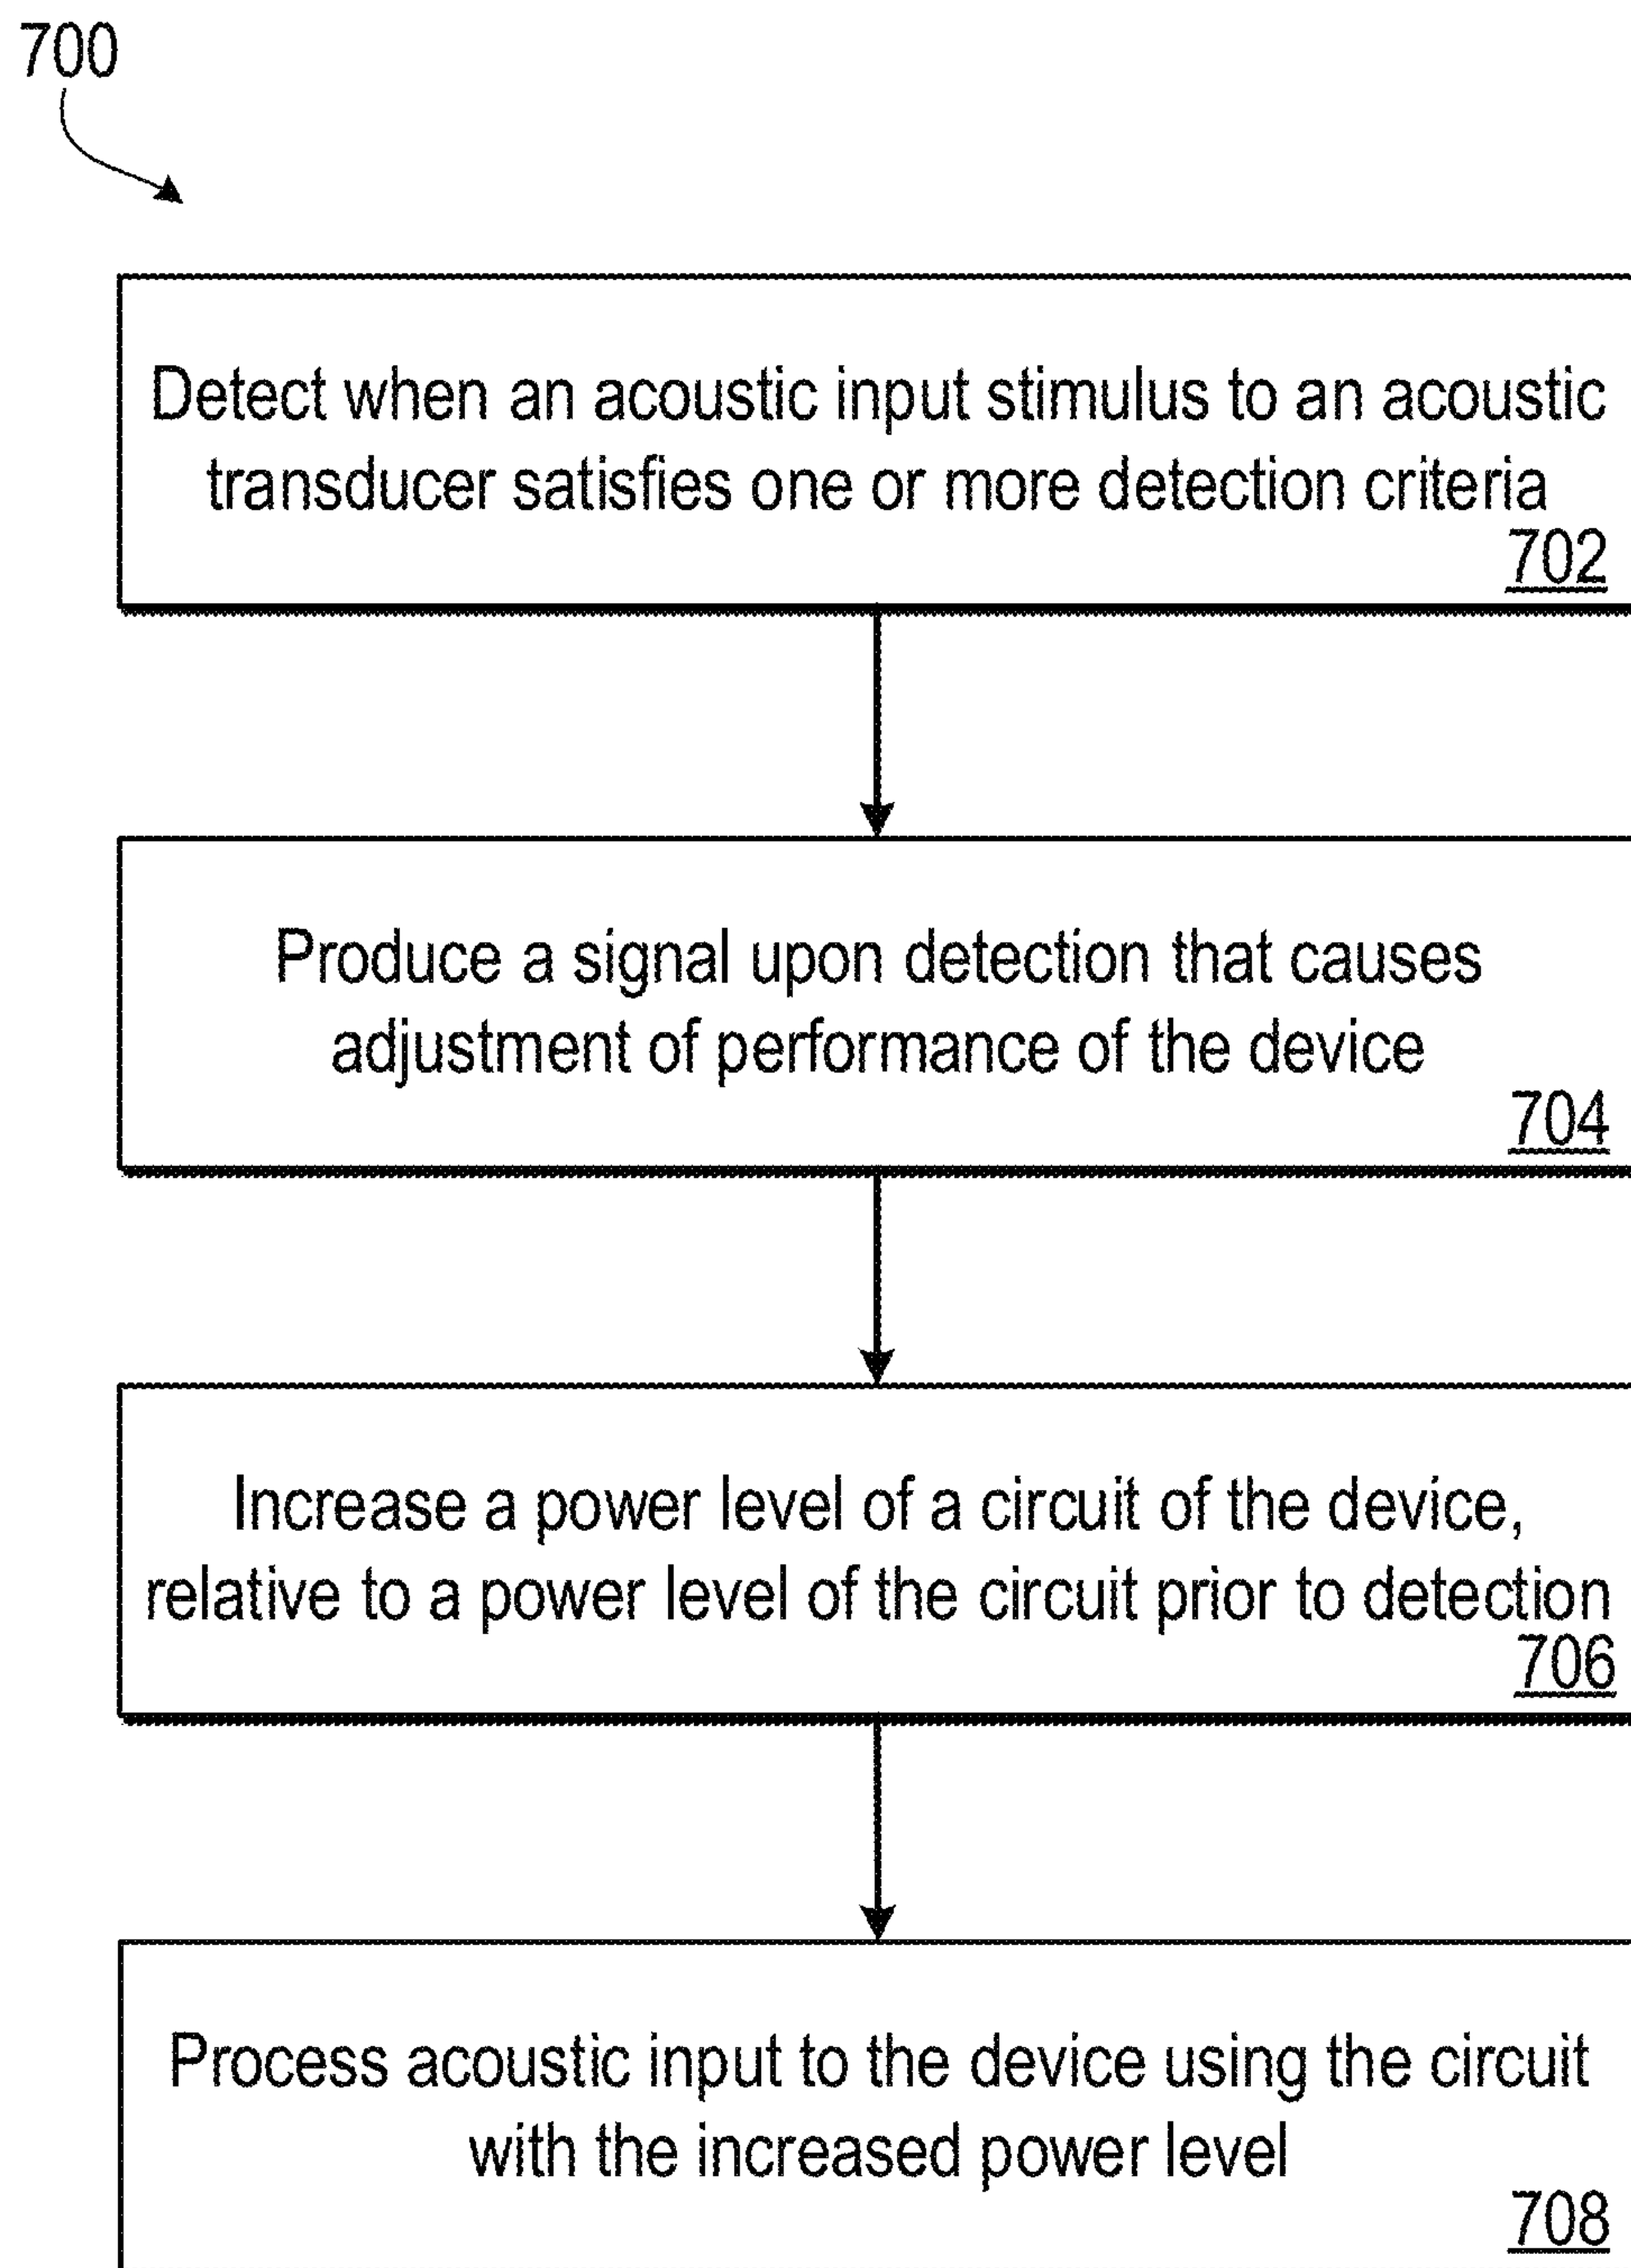 700
Detect when an acoustic input stimulus to an acoustic
transducer satisfies one or more detection criteria
702
Produce a signal upon detection that causes
adjustment of performance of the device
704
Increase a power level of a circuit of the device,
relative to a power level of the circuit prior to detection
706
Process acoustic input to the device using the circuit
with the increased power level
708